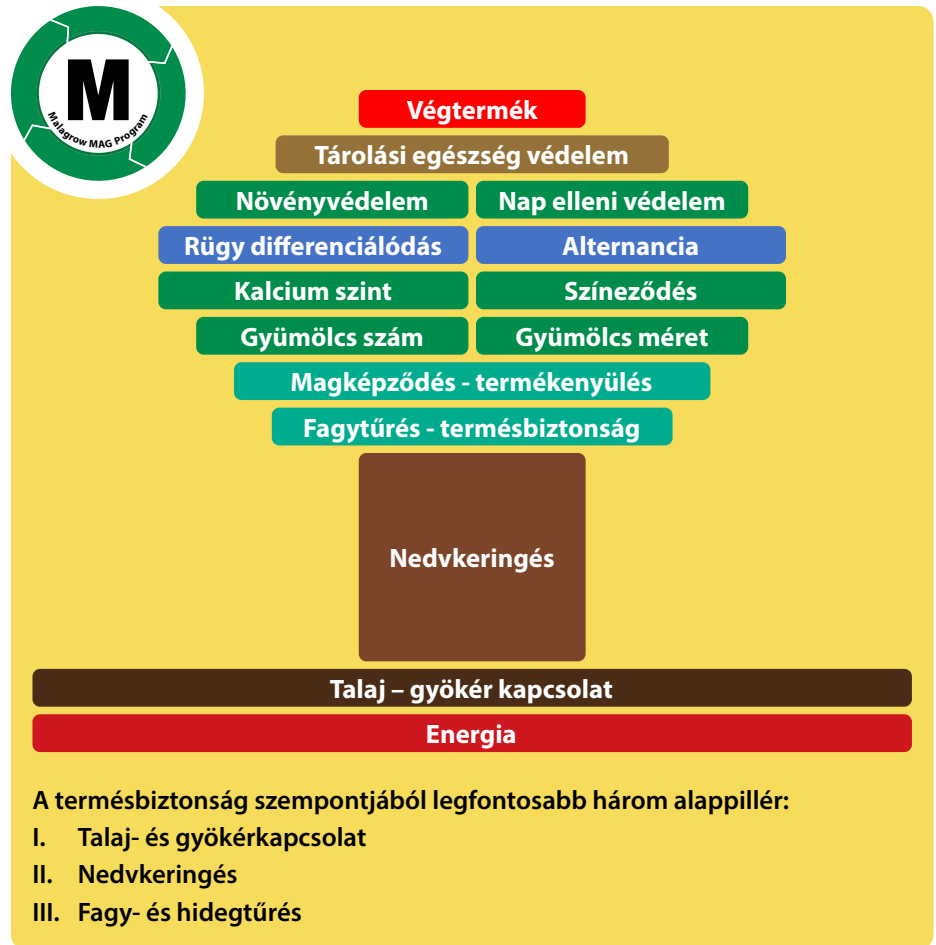 M
Malagrow MAG Program
Végtermék
Tárolási egészség védelem
Növényvédelem
Nap elleni védelem
Rügy differenciálódás
Alternancia
Kalcium szint
Színeződés
Gyümölcs szám
Gyümölcs méret
Magképződés - termékenyülés
Fagytűrés - termésbiztonság
Nedvkeringés
Talaj – gyökér kapcsolat
Energia
A termésbiztonság szempontjából legfontosabb három alappillér:
I. Talaj- és gyökérkapcsolat
II. Nedvkeringés
III. Fagy- és hidegtűrés